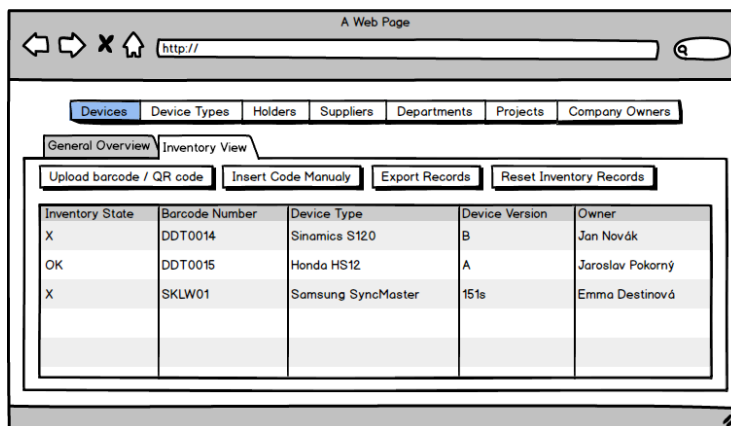 A Web Page
http://
Devices Device Types Holders Suppliers Departments Projects Company Owners
General Overview Inventory View
Upload barcode / QR code Insert Code Manualy Export Records Reset Inventory Records
Inventory State Barcode Number Device Type Device Version Owner
X DDT0014 Sinamics S120 B Jan Novák
OK DDT0015 Honda HS12 A Jaroslav Pokorný
X SKLW01 Samsung SyncMaster 151s Emma Destinová